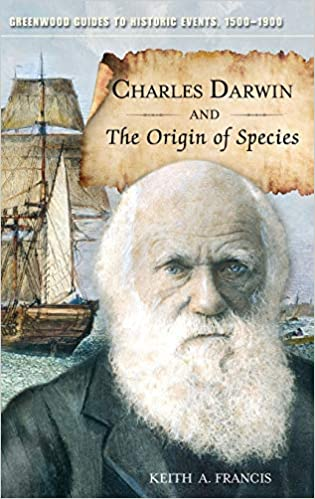 GREENWOOD GUIDES TO HISTORIC EVENTS, 1500–1900
CHARLES DARWIN
AND
The Origin of Species
KEITH A. FRANCIS